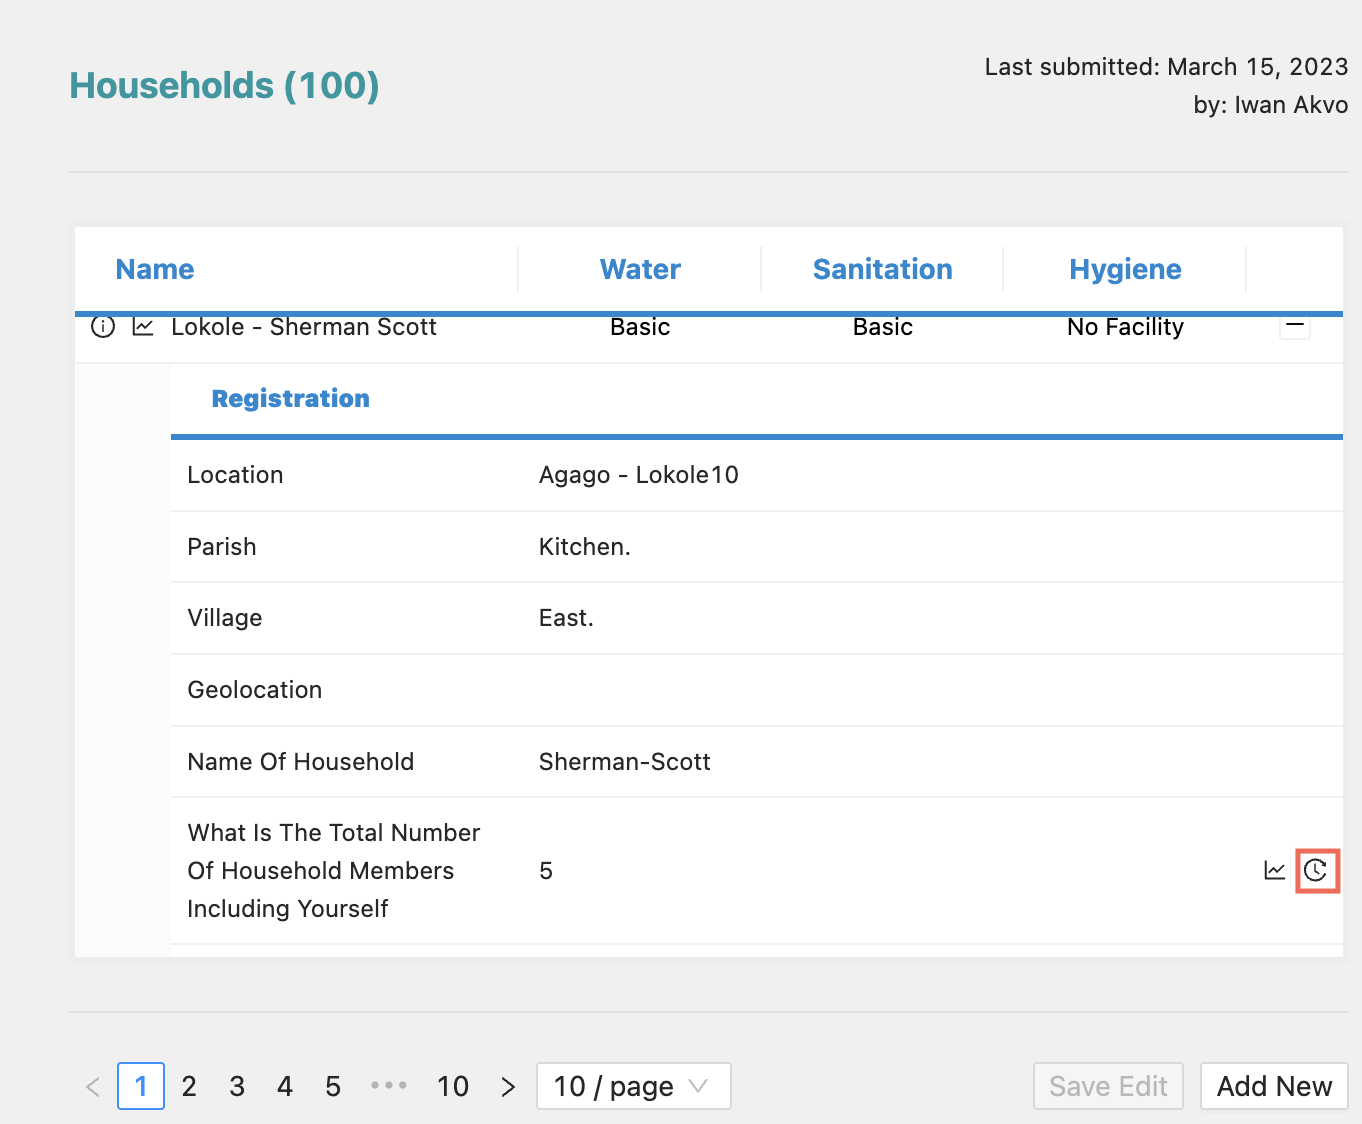 Households (100)
Last submitted: March 15, 2023
by: Iwan Akvo
Name Water Sanitation Hygiene
Lokole - Sherman Scott Basic Basic No Facility
Registration
Location Agago - Lokole10
Parish Kitchen.
Village East.
Geolocation
Name Of Household Sherman-Scott
What Is The Total Number
Of Household Members 5
Including Yourself
< 1 2 3 4 5 ••• 10 > 10 / page Save Edit Add New